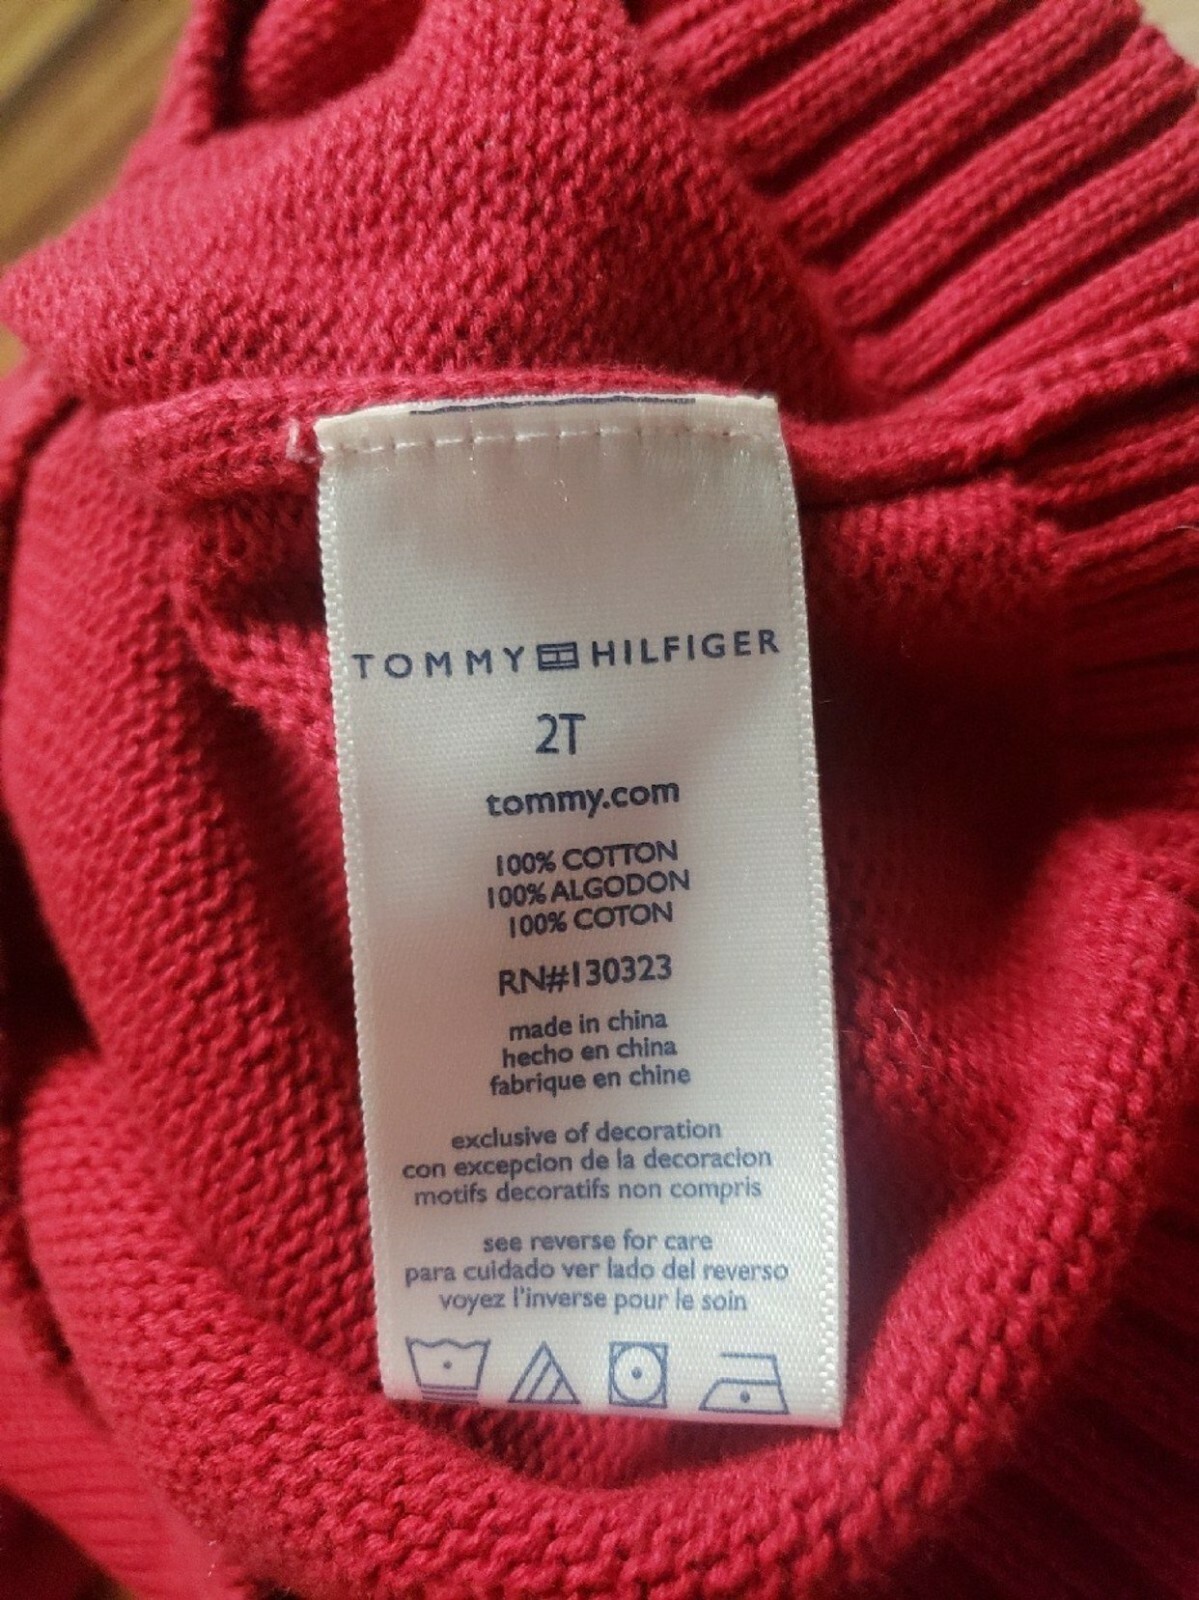 TOMMY HILFIGER
2T
tommy.com
100% COTTON
100% ALGODON
100% COTON
RN#130323
made in china
hecho en china
fabrique en chine
exclusive of decoration
con excepcion de la decoracion
motifs decoratifs non compris
see reverse for care
para cuidado ver lado del reverso
voyez l'inverse pour le soin